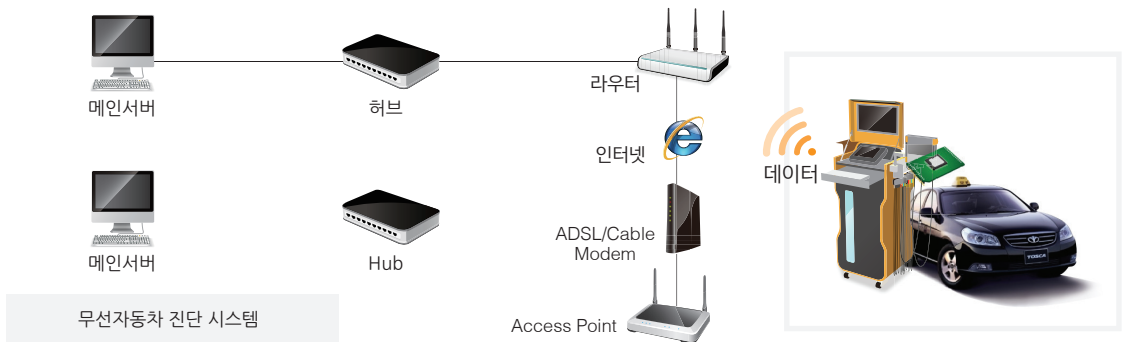 메인서버
허브
라우터
인터넷
데이터
메인서버
Hub
ADSL/Cable
Modem
TOSCA
무선자동차 진단 시스템
Access Point